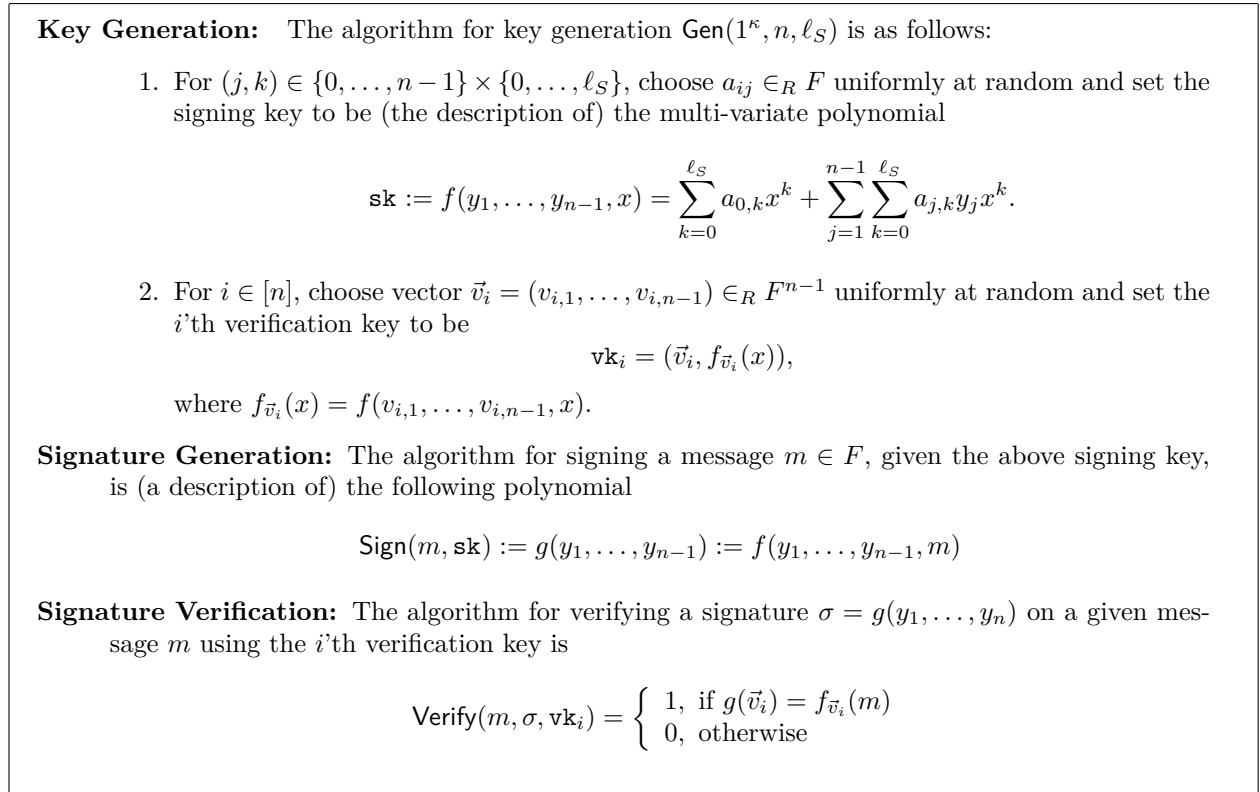 Key Generation: The algorithm for key generation Gen(1^κ, n, ℓ_S) is as follows:
1. For (j, k) ∈ {0, . . . , n − 1} × {0, . . . , ℓ_S}, choose a_{ij} ∈_R F uniformly at random and set the
signing key to be (the description of) the multi-variate polynomial
sk := f(y_1, . . . , y_{n−1}, x) = \sum_{k=0}^{ℓ_S} a_{0,k} x^k + \sum_{j=1}^{n−1} \sum_{k=0}^{ℓ_S} a_{j,k} y_j x^k.
2. For i ∈ [n], choose vector \vec{v}_i = (v_{i,1}, . . . , v_{i,n−1}) ∈_R F^{n−1} uniformly at random and set the
i'th verification key to be
vk_i = (\vec{v}_i, f_{\vec{v}_i}(x)),
where f_{\vec{v}_i}(x) = f(v_{i,1}, . . . , v_{i,n−1}, x).
Signature Generation: The algorithm for signing a message m ∈ F, given the above signing key,
is (a description of) the following polynomial
Sign(m, sk) := g(y_1, . . . , y_{n−1}) := f(y_1, . . . , y_{n−1}, m)
Signature Verification: The algorithm for verifying a signature σ = g(y_1, . . . , y_n) on a given mes-
sage m using the i'th verification key is
Verify(m, σ, vk_i) = { 1, if g(\vec{v}_i) = f_{\vec{v}_i}(m)
0, otherwise